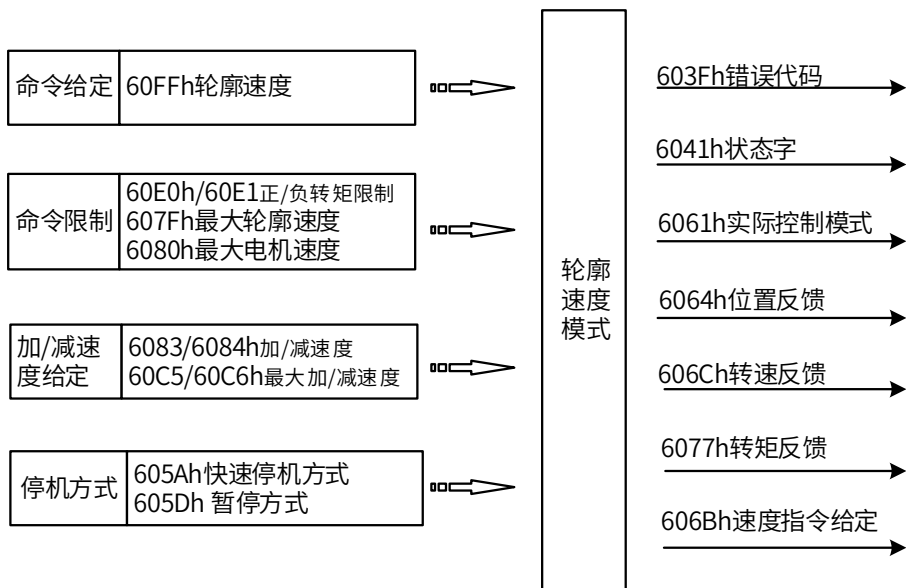 命令给定
60FFh轮廓速度
命令限制
60E0h/60E1正/负转矩限制
607Fh最大轮廓速度
6080h最大电机速度
加/减速
度给定
6083/6084h加/减速度
60C5/60C6h最大加/减速度
停机方式
605Ah快速停机方式
605Dh 暂停方式
轮廓
速度
模式
603Fh错误代码
6041h状态字
6061h实际控制模式
6064h位置反馈
606Ch转速反馈
6077h转矩反馈
606Bh速度指令给定